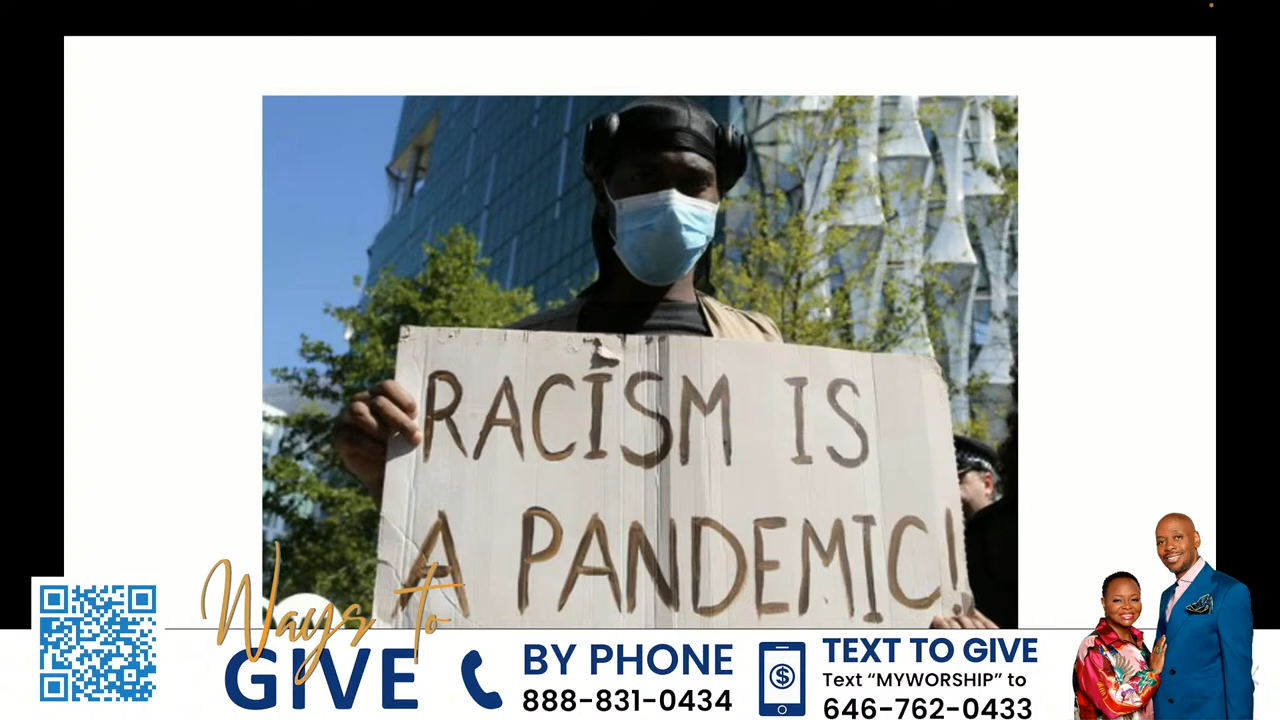 RACISM IS
A PANDEMIC!
Ways to
GIVE
BY PHONE
888-831-0434
TEXT TO GIVE
Text “MYWORSHIP” to
646-762-0433